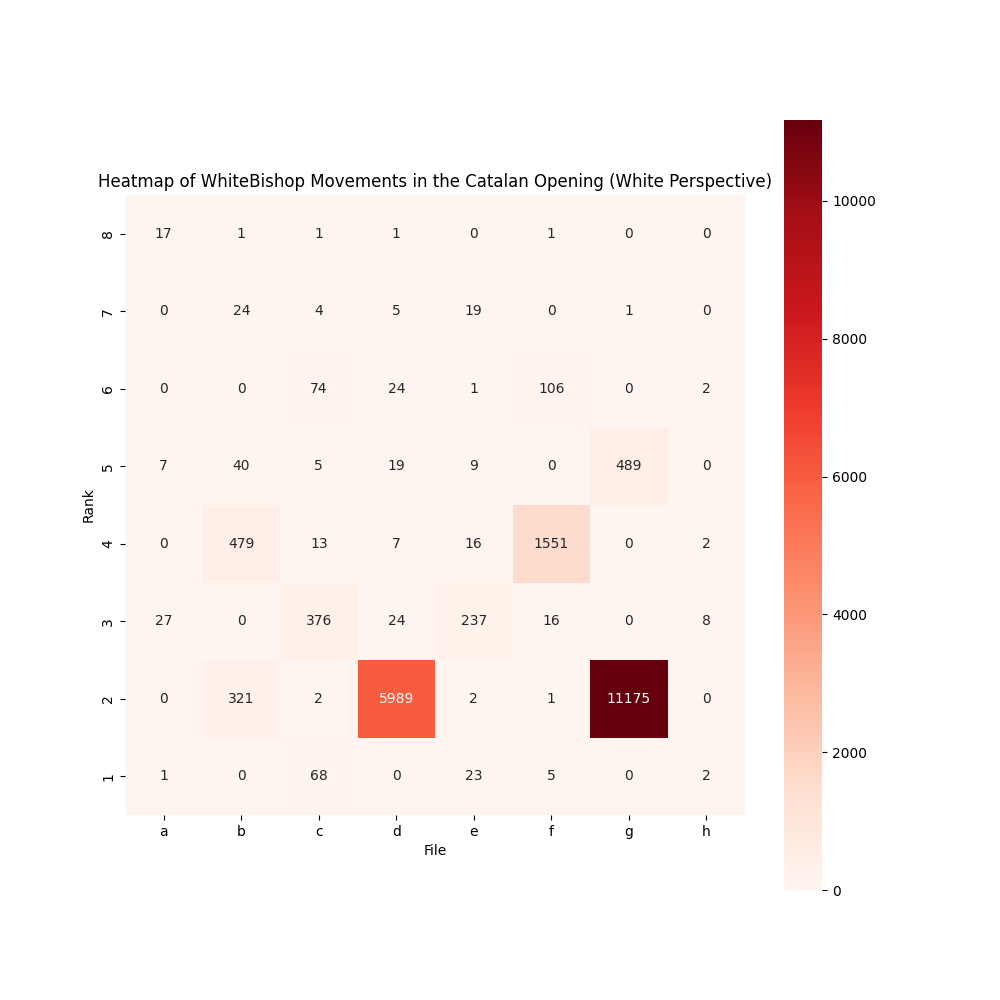 Heatmap of WhiteBishop Movements in the Catalan Opening (White Perspective)
8 17 1 1 1 0 1 0 0
7 0 24 4 5 19 0 1 0
6 0 0 74 24 1 106 0 2
5 7 40 5 19 9 0 489 0
4 0 479 13 7 16 1551 0 2
3 27 0 376 24 237 16 0 8
2 0 321 2 5989 2 1 11175 0
1 1 0 68 0 23 5 0 2
a b c d e f g h
File
Rank
10000
8000
6000
4000
2000
0